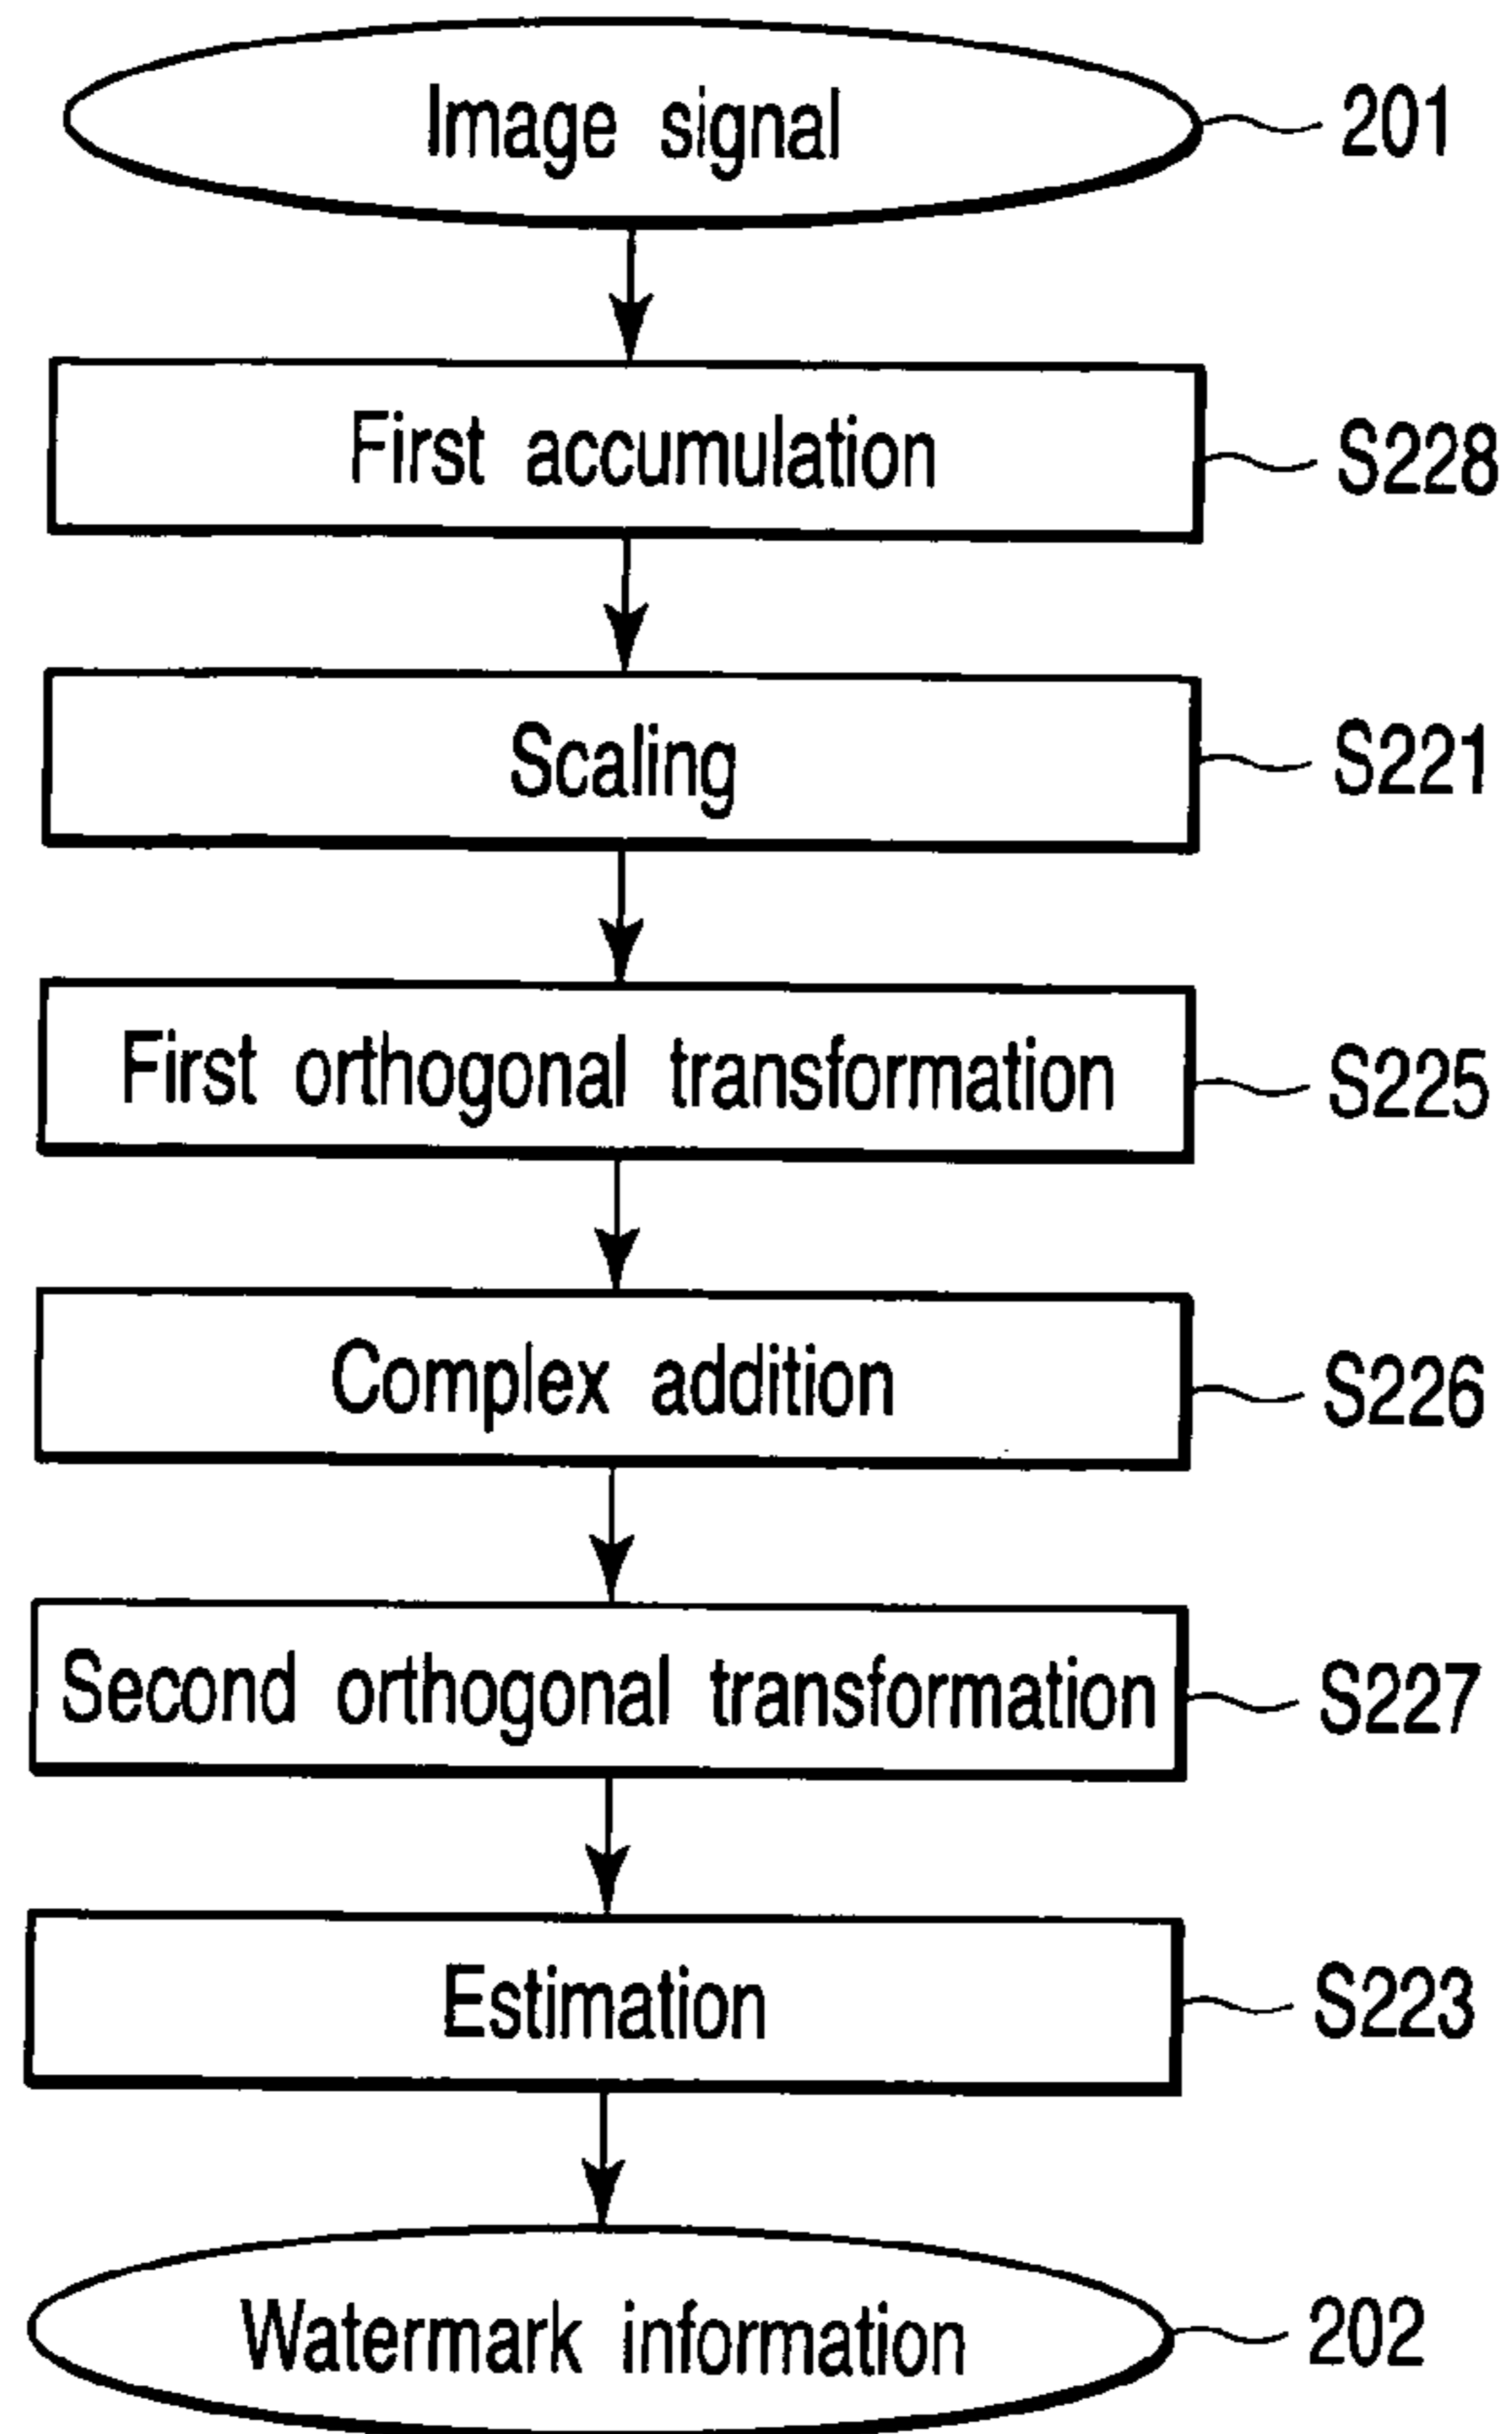 Image signal 201
First accumulation S228
Scaling S221
First orthogonal transformation S225
Complex addition S226
Second orthogonal transformation S227
Estimation S223
Watermark information 202